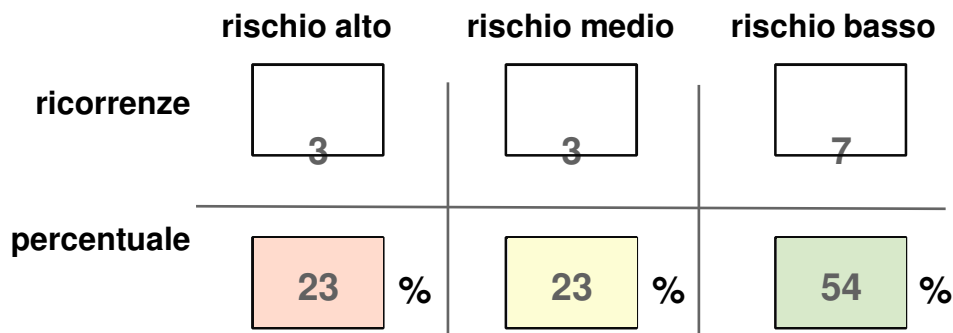 rischio alto rischio medio rischio basso
ricorrenze 3 3 7
percentuale 23 % 23 % 54 %